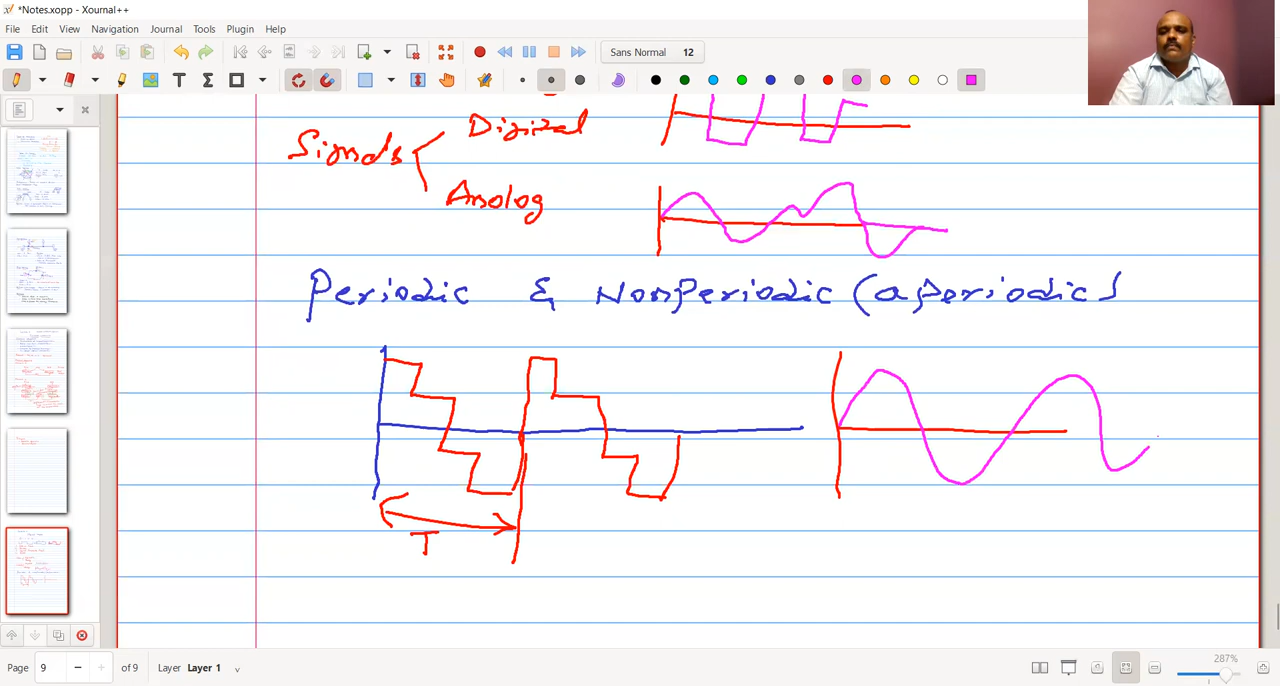 *Notes.xopp - Xournal++
File Edit View Navigation Journal Tools Plugin Help
Sans Normal 12
Digital
Signals
Analog
Periodic & Nonperiodic (aperiodic)
T
Page 9 of 9 Layer Layer 1
287%